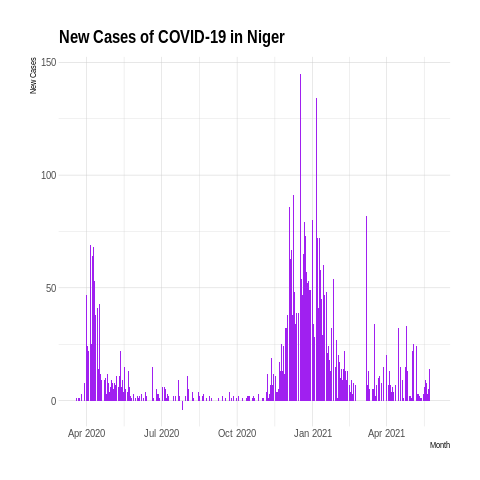 New Cases of COVID-19 in Niger
New Cases
150
100
50
0
Apr 2020 Jul 2020 Oct 2020 Jan 2021 Apr 2021
Month